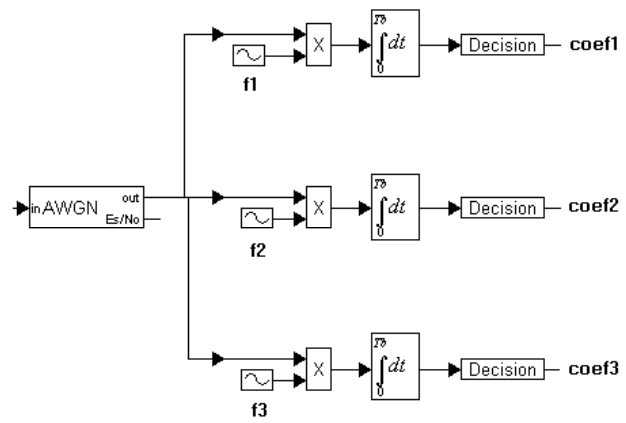 Tb
X
∫dt
Decision
coef1
0
f1
in AWGN
out
Es/No
Tb
X
∫dt
Decision
coef2
0
f2
Tb
X
∫dt
Decision
coef3
0
f3